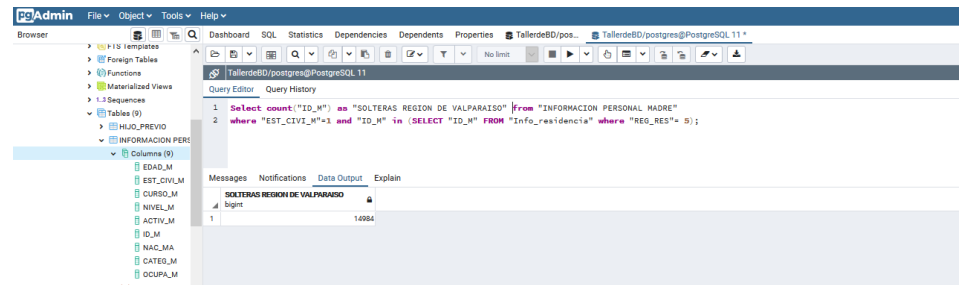 pgAdmin File Object Tools Help
Browser
Dashboard SQL Statistics Dependencies Dependents Properties TallerdeBD/pos... TallerdeBD/postgres@PostgreSQL 11 *
FTS Templates
Foreign Tables
Functions
Materialized Views
1..3 Sequences
Tables (9)
HIJO_PREVIO
INFORMACION PERS
Columns (9)
EDAD_M
EST_CIVI_M
CURSO_M
NIVEL_M
ACTIV_M
ID_M
NAC_MA
CATEG_M
OCUPA_M
No limit
TallerdeBD/postgres@PostgreSQL 11
Query Editor Query History
1 Select count("ID_M") as "SOLTERAS REGION DE VALPARAISO" from "INFORMACION PERSONAL MADRE"
2 where "EST_CIVI_M"=1 and "ID_M" in (SELECT "ID_M" FROM "Info_residencia" where "REG_RES"= 5);
Messages Notifications Data Output Explain
SOLTERAS REGION DE VALPARAISO
bigint
1 14984